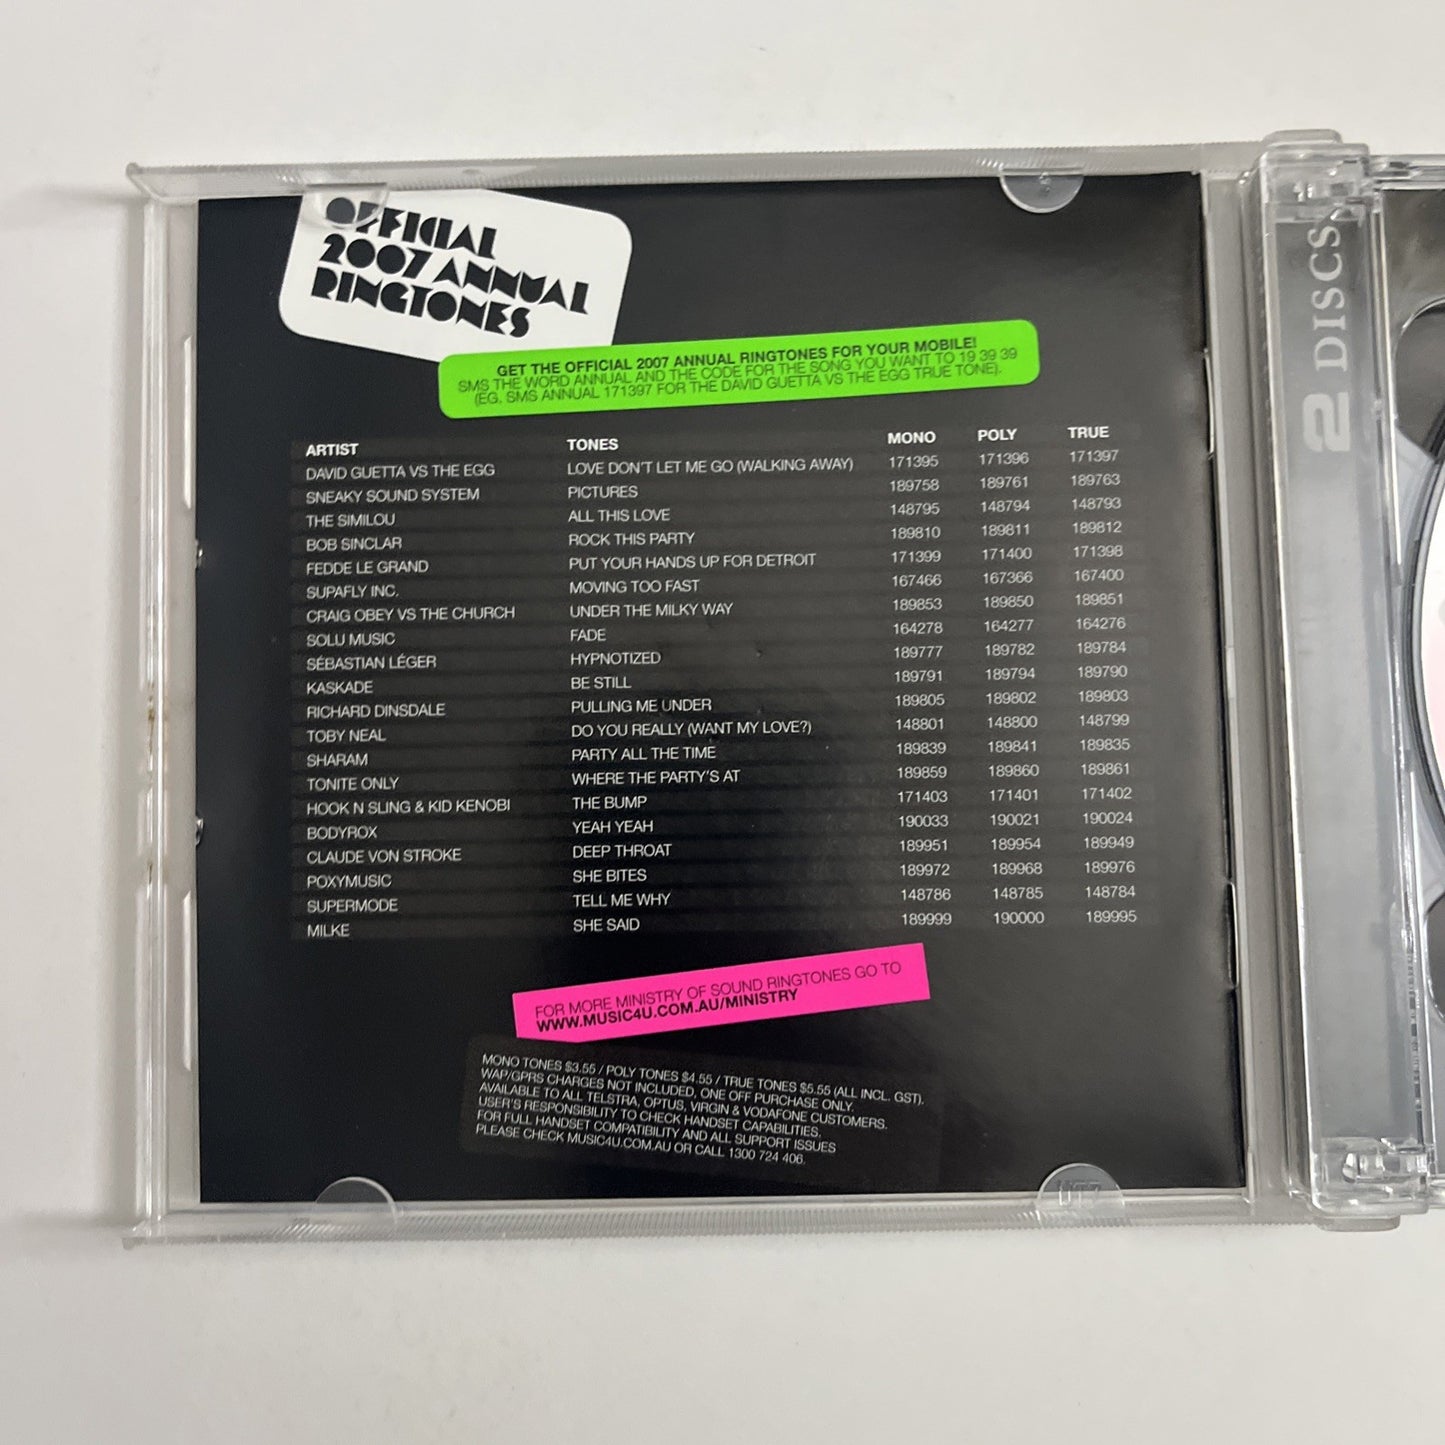 OFFICIAL
2007 ANNUAL
RINGTONES
GET THE OFFICIAL 2007 ANNUAL RINGTONES FOR YOUR MOBILE!
SMS THE WORD ANNUAL AND THE CODE FOR THE SONG YOU WANT TO 19 39 39
(EG. SMS ANNUAL 171397 FOR THE DAVID GUETTA VS THE EGG TRUE TONE).
ARTIST TONES MONO POLY TRUE
DAVID GUETTA VS THE EGG LOVE DON'T LET ME GO (WALKING AWAY) 171395 171396 171397
SNEAKY SOUND SYSTEM PICTURES 189758 189761 189763
THE SIMILOU ALL THIS LOVE 148795 148794 148793
BOB SINCLAR ROCK THIS PARTY 189810 189811 189812
FEDDE LE GRAND PUT YOUR HANDS UP FOR DETROIT 171399 171400 171398
SUPAFLY INC. MOVING TOO FAST 167466 167366 167400
CRAIG OBEY VS THE CHURCH UNDER THE MILKY WAY 189853 189850 189851
SOLU MUSIC FADE 164278 164277 164276
SÉBASTIAN LÉGER HYPNOTIZED 189777 189782 189784
KASKADE BE STILL 189791 189794 189790
RICHARD DINSDALE PULLING ME UNDER 189805 189802 189803
TOBY NEAL DO YOU REALLY (WANT MY LOVE?) 148801 148800 148799
SHARAM PARTY ALL THE TIME 189839 189841 189835
TONITE ONLY WHERE THE PARTY'S AT 189859 189860 189861
HOOK N SLING & KID KENOBI THE BUMP 171403 171401 171402
BODYROX YEAH YEAH 190033 190021 190024
CLAUDE VON STROKE DEEP THROAT 189951 189954 189949
POXYMUSIC SHE BITES 189972 189968 189976
SUPERMODE TELL ME WHY 148786 148785 148784
MILKE SHE SAID 189999 190000 189995
FOR MORE MINISTRY OF SOUND RINGTONES GO TO
WWW.MUSIC4U.COM.AU/MINISTRY
MONO TONES $3.55 / POLY TONES $4.55 / TRUE TONES $5.55 (ALL INCL. GST).
WAP/GPRS CHARGES NOT INCLUDED, ONE OFF PURCHASE ONLY.
AVAILABLE TO ALL TELSTRA, OPTUS, VIRGIN & VODAFONE CUSTOMERS.
USER'S RESPONSIBILITY TO CHECK HANDSET CAPABILITIES.
FOR FULL HANDSET COMPATIBILITY AND ALL SUPPORT ISSUES
PLEASE CHECK MUSIC4U.COM.AU OR CALL 1300 724 406.
2 DISCS